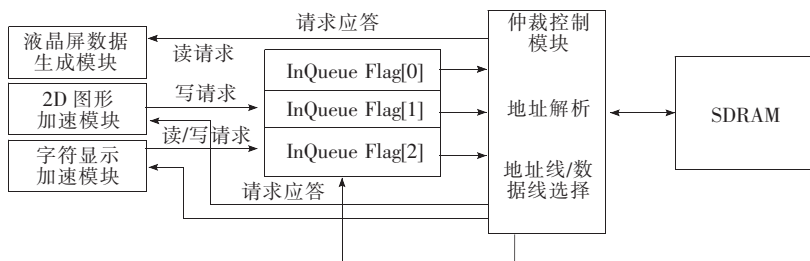 请求应答
液晶屏数据
生成模块
读请求
2D 图形
加速模块
写请求
读/写请求
字符显示
加速模块
请求应答
InQueue Flag[0]
InQueue Flag[1]
InQueue Flag[2]
仲裁控制
模块
地址解析
地址线/数
据线选择
SDRAM